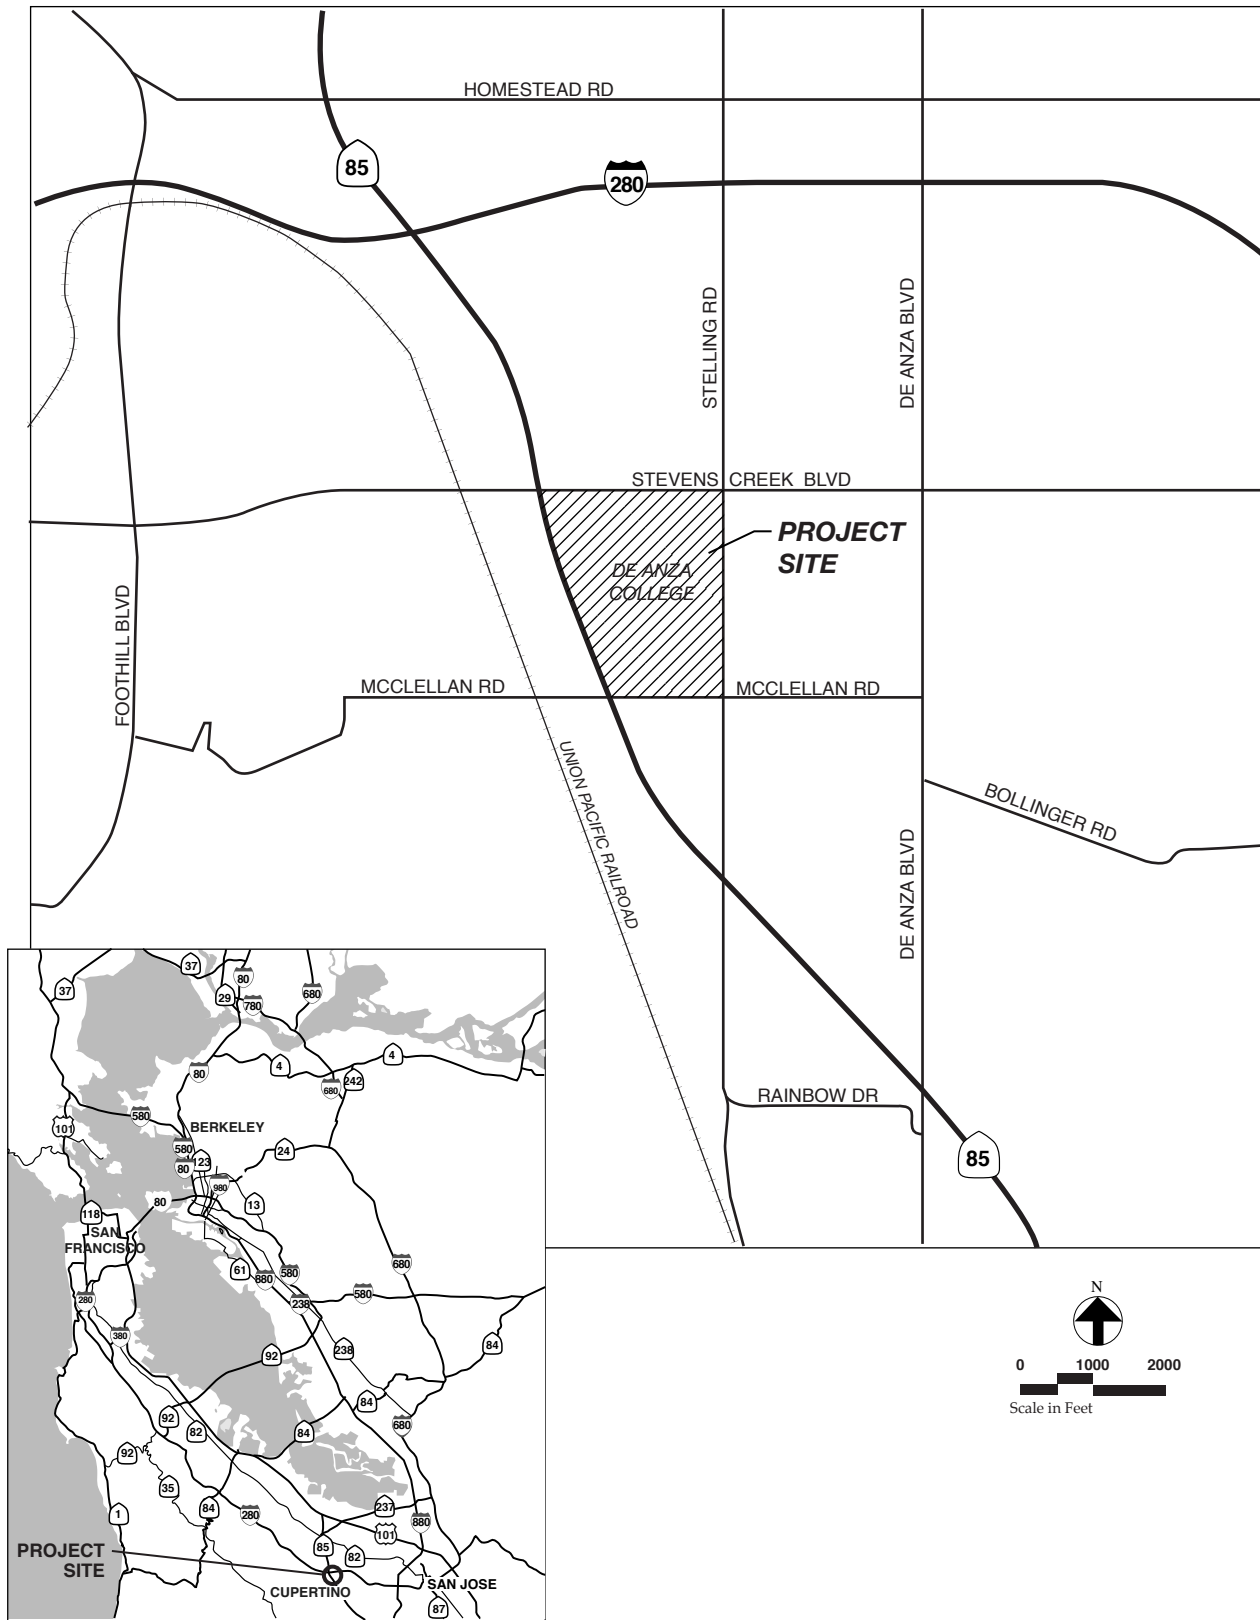 HOMESTEAD RD
85
280
STELLING RD
DE ANZA BLVD
STEVENS CREEK BLVD
PROJECT
SITE
DE ANZA
COLLEGE
FOOTHILL BLVD
MCCLELLAN RD
MCCLELLAN RD
UNION PACIFIC RAILROAD
BOLLINGER RD
DE ANZA BLVD
RAINBOW DR
85
37
37
80
29
780
680
4
4
80
680
242
580
101
BERKELEY
580
80
123
24
980
13
80
118
SAN
FRANCISCO
61
880
580
680
580
238
280
380
92
238
84
84
92
82
84
680
92
35
84
280
237
1
101
880
85
82
PROJECT
SITE
CUPERTINO
SAN JOSE
87
N
0 1000 2000
Scale in Feet